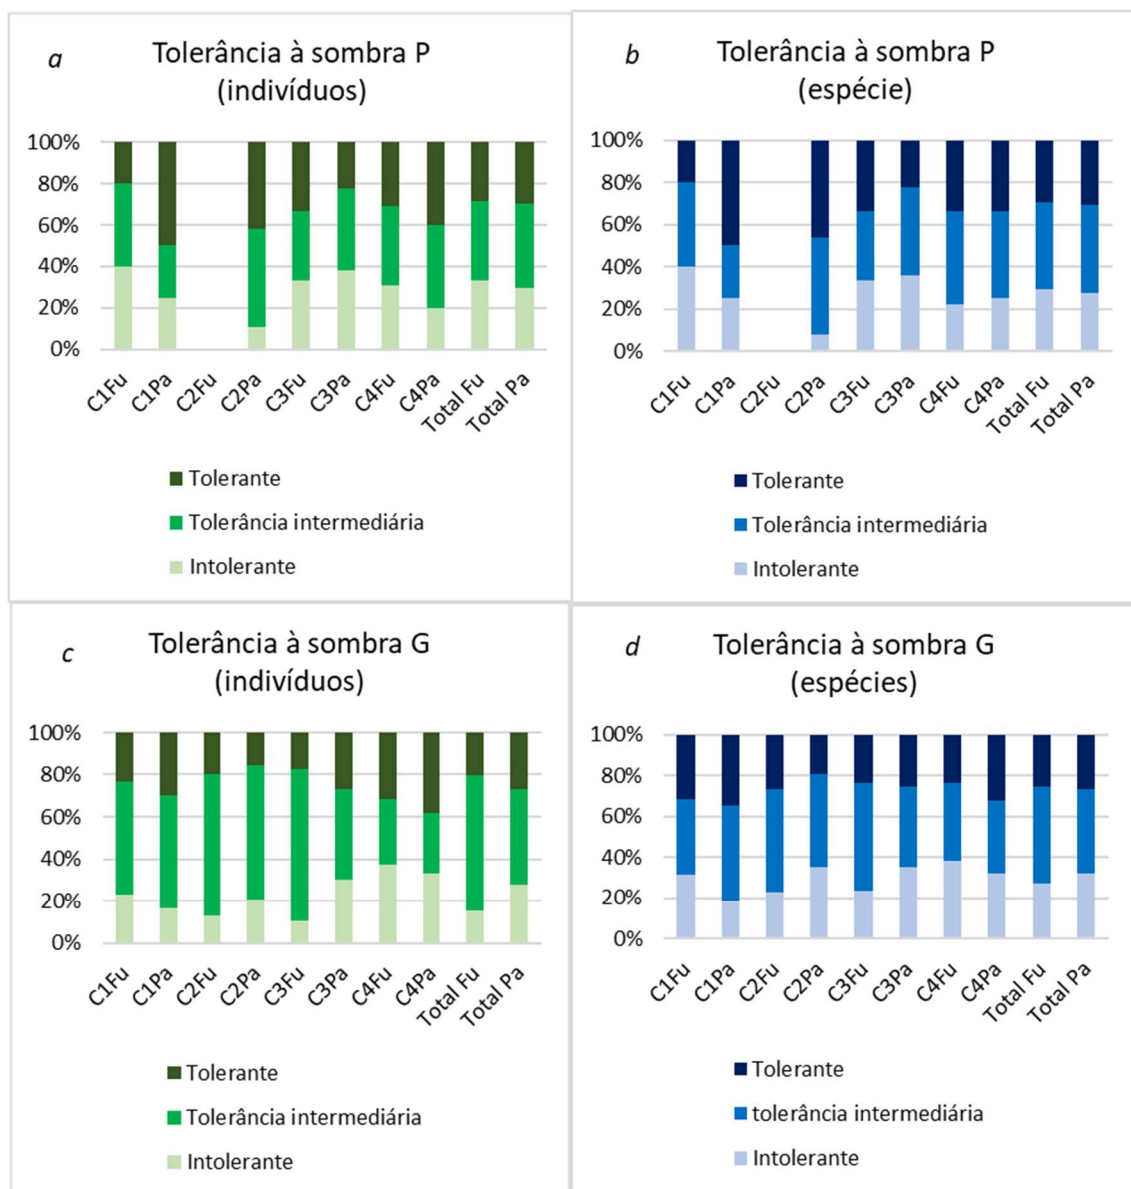 a
Tolerância à sombra P
(indivíduos)
100%
80%
60%
40%
20%
0%
C1Fu
C1Pa
C2Fu
C2Pa
C3Fu
C3Pa
C4Fu
C4Pa
Total Fu
Total Pa
Tolerante
Tolerância intermediária
Intolerante
b
Tolerância à sombra P
(espécie)
100%
80%
60%
40%
20%
0%
C1Fu
C1Pa
C2Fu
C2Pa
C3Fu
C3Pa
C4Fu
C4Pa
Total Fu
Total Pa
Tolerante
Tolerância intermediária
Intolerante
c
Tolerância à sombra G
(indivíduos)
100%
80%
60%
40%
20%
0%
C1Fu
C1Pa
C2Fu
C2Pa
C3Fu
C3Pa
C4Fu
C4Pa
Total Fu
Total Pa
Tolerante
Tolerância intermediária
Intolerante
d
Tolerância à sombra G
(espécies)
100%
80%
60%
40%
20%
0%
C1Fu
C1Pa
C2Fu
C2Pa
C3Fu
C3Pa
C4Fu
C4Pa
Total Fu
Total Pa
Tolerante
tolerância intermediária
Intolerante